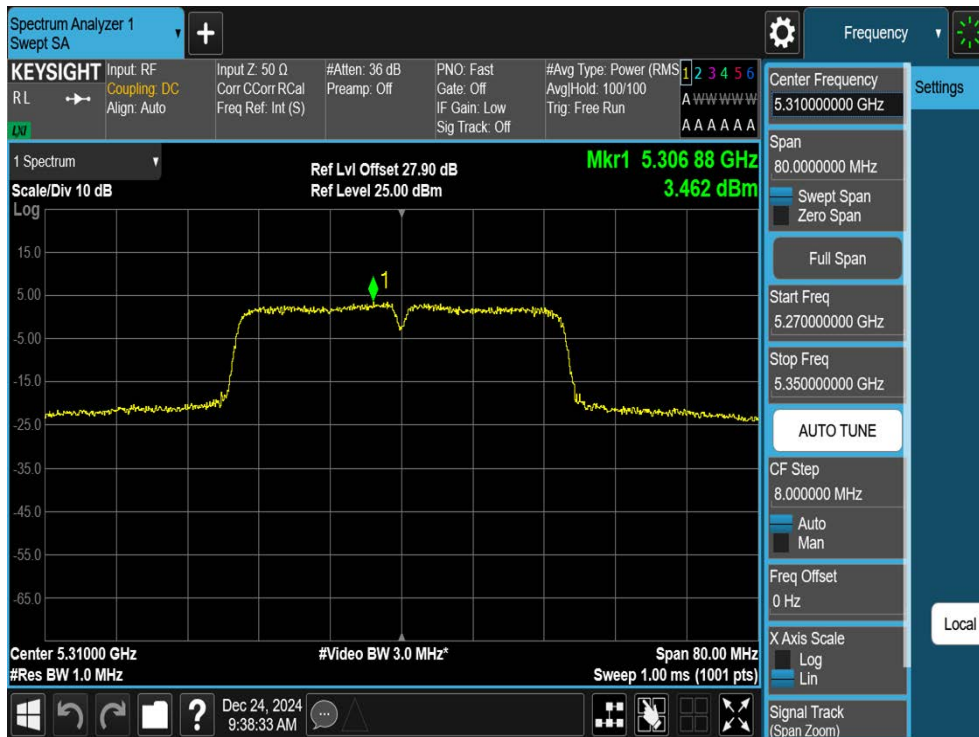 Spectrum Analyzer 1
Swept SA
Frequency
KEYSIGHT
R L
LXI
Input: RF
Coupling: DC
Align: Auto
Input Z: 50 Ω
Corr CCorr RCal
Freq Ref: Int (S)
#Atten: 36 dB
Preamp: Off
PNO: Fast
Gate: Off
IF Gain: Low
Sig Track: Off
#Avg Type: Power (RMS
Avg|Hold: 100/100
Trig: Free Run
1 2 3 4 5 6
A W W W W W
A A A A A A
1 Spectrum
Scale/Div 10 dB
Log
Ref Lvl Offset 27.90 dB
Ref Level 25.00 dBm
Mkr1 5.306 88 GHz
3.462 dBm
15.0
5.00
-5.00
-15.0
-25.0
-35.0
-45.0
-55.0
-65.0
1
Center 5.31000 GHz
#Res BW 1.0 MHz
#Video BW 3.0 MHz*
Span 80.00 MHz
Sweep 1.00 ms (1001 pts)
Dec 24, 2024
9:38:33 AM
Center Frequency
5.310000000 GHz
Span
80.0000000 MHz
Swept Span
Zero Span
Full Span
Start Freq
5.270000000 GHz
Stop Freq
5.350000000 GHz
AUTO TUNE
CF Step
8.000000 MHz
Auto
Man
Freq Offset
0 Hz
X Axis Scale
Log
Lin
Signal Track
(Span Zoom)
Settings
Local